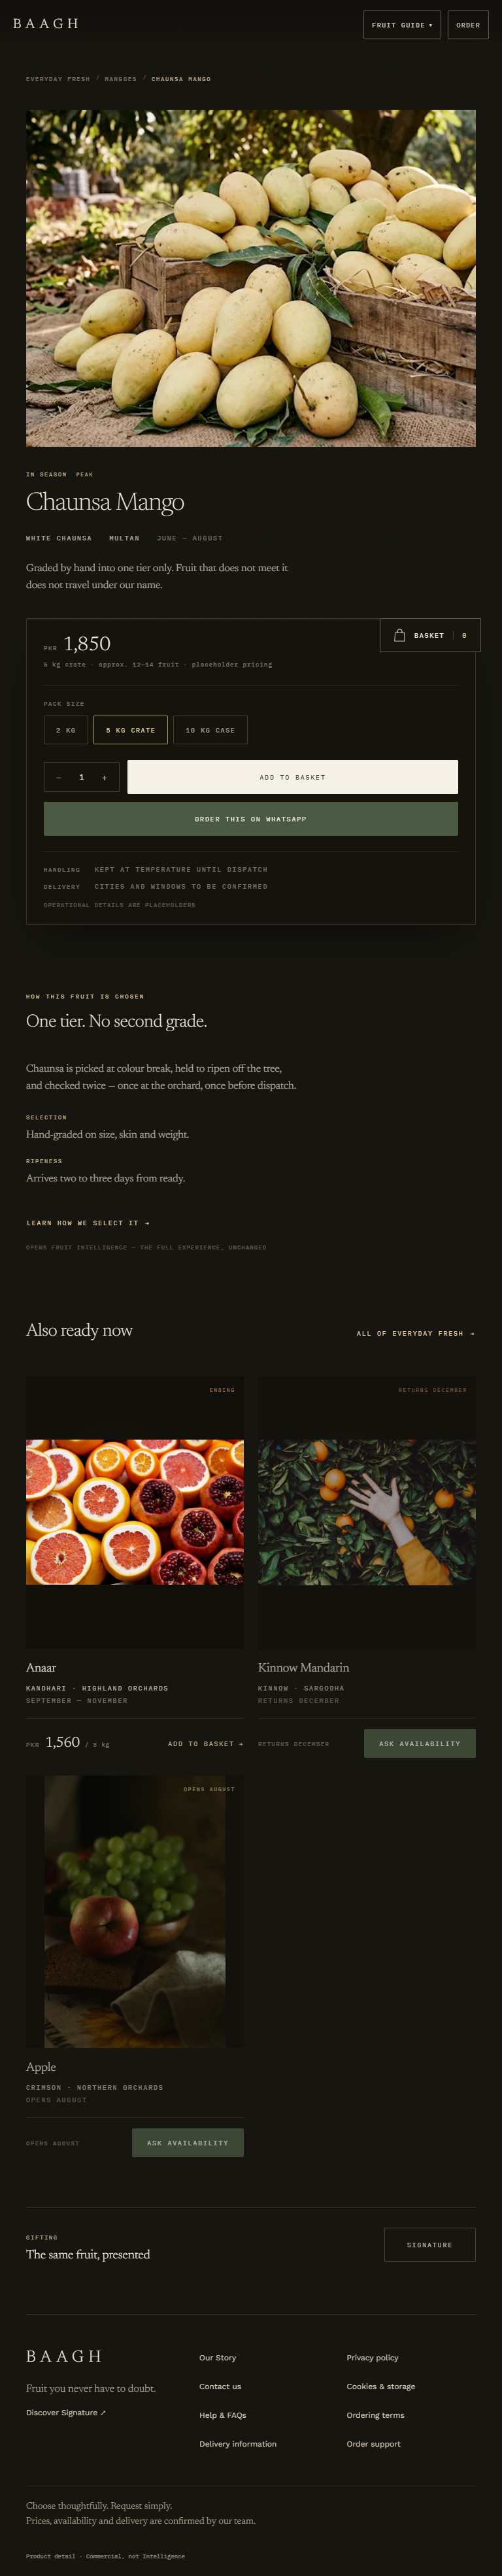 BAAGH
FRUIT GUIDE ▾
ORDER
EVERYDAY FRESH / MANGOES / CHAUNSA MANGO
IN SEASON PEAK
Chaunsa Mango
WHITE CHAUNSA MULTAN JUNE — AUGUST
Graded by hand into one tier only. Fruit that does not meet it
does not travel under our name.
BASKET | 0
PKR 1,850
5 kg crate · approx. 12–14 fruit · placeholder pricing
PACK SIZE
2 KG
5 KG CRATE
10 KG CASE
− 1 +
ADD TO BASKET
ORDER THIS ON WHATSAPP
HANDLING KEPT AT TEMPERATURE UNTIL DISPATCH
DELIVERY CITIES AND WINDOWS TO BE CONFIRMED
OPERATIONAL DETAILS ARE PLACEHOLDERS
HOW THIS FRUIT IS CHOSEN
One tier. No second grade.
Chaunsa is picked at colour break, held to ripen off the tree,
and checked twice — once at the orchard, once before dispatch.
SELECTION
Hand-graded on size, skin and weight.
RIPENESS
Arrives two to three days from ready.
LEARN HOW WE SELECT IT →
OPENS FRUIT INTELLIGENCE — THE FULL EXPERIENCE, UNCHANGED
Also ready now
ALL OF EVERYDAY FRESH →
ENDING
Anaar
KANDHARI · HIGHLAND ORCHARDS
SEPTEMBER — NOVEMBER
PKR 1,560 / 3 kg
ADD TO BASKET →
RETURNS DECEMBER
Kinnow Mandarin
KINNOW · SARGODHA
RETURNS DECEMBER
RETURNS DECEMBER
ASK AVAILABILITY
OPENS AUGUST
Apple
CRIMSON · NORTHERN ORCHARDS
OPENS AUGUST
OPENS AUGUST
ASK AVAILABILITY
GIFTING
The same fruit, presented
SIGNATURE
BAAGH
Fruit you never have to doubt.
Discover Signature ↗
Our Story
Contact us
Help & FAQs
Delivery information
Privacy policy
Cookies & storage
Ordering terms
Order support
Choose thoughtfully. Request simply.
Prices, availability and delivery are confirmed by our team.
Product detail · Commercial, not Intelligence